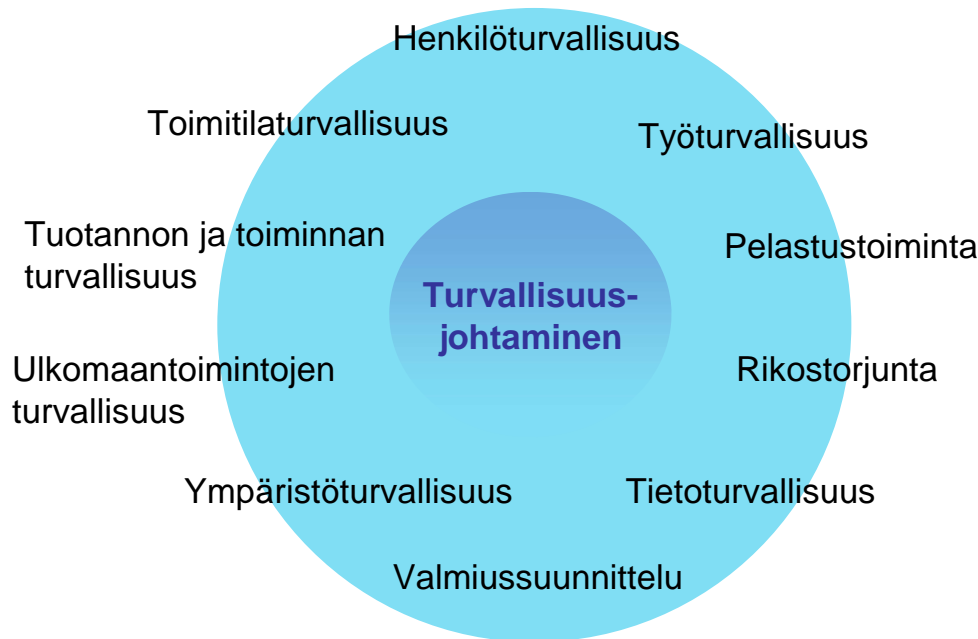 Henkilöturvallisuus
Toimitilaturvallisuus
Työturvallisuus
Tuotannon ja toiminnan
turvallisuus
Pelastustoiminta
Turvallisuus-
johtaminen
Ulkomaantoimintojen
turvallisuus
Rikostorjunta
Ympäristöturvallisuus
Tietoturvallisuus
Valmiussuunnittelu